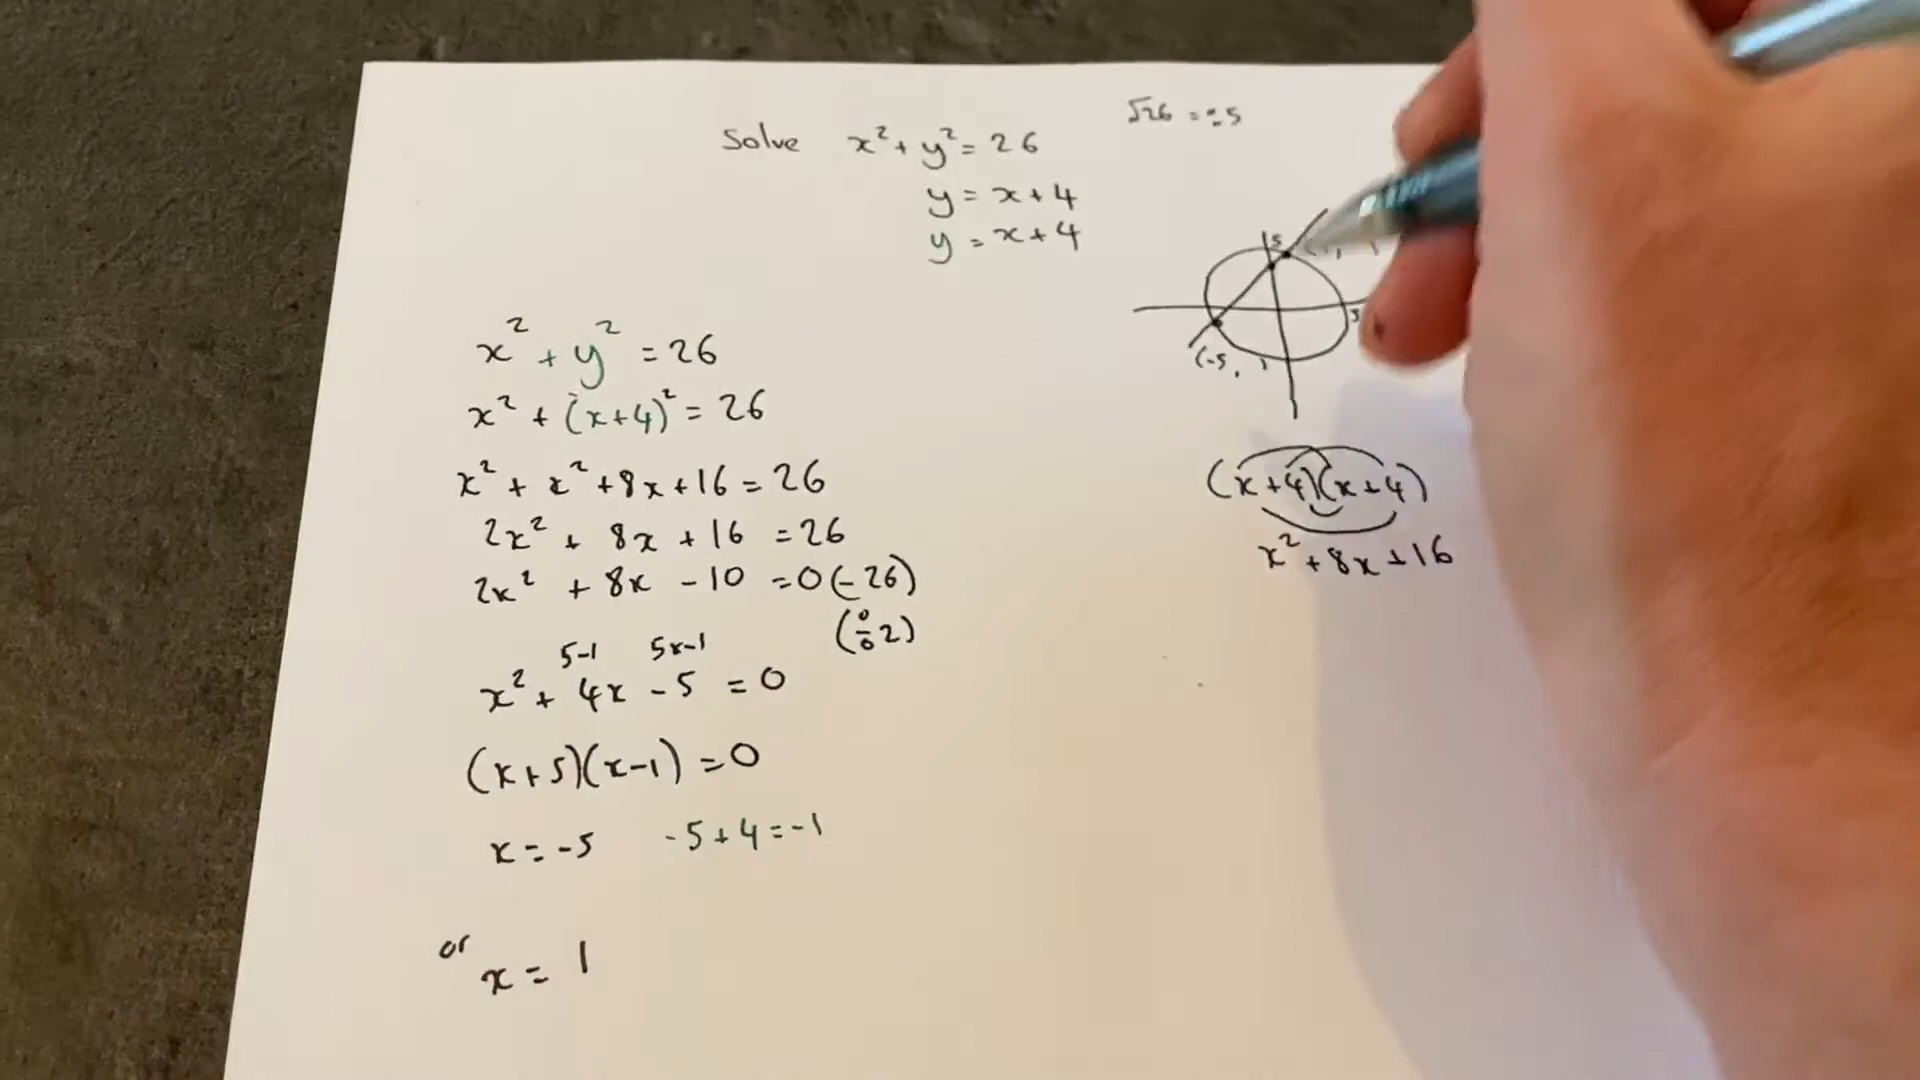 Solve x² + y² = 26
y = x + 4
y = x + 4
√26 = ± 5
5
5
(-5,
x² + y² = 26
x² + (x+4)² = 26
x² + x² + 8x + 16 = 26
2x² + 8x + 16 = 26
2x² + 8x - 10 = 0 (-26)
(÷2)
5-1 5x-1
x² + 4x - 5 = 0
(x+5)(x-1) = 0
x = -5 -5+4=-1
or x = 1
(x+4)(x+4)
x² + 8x + 16